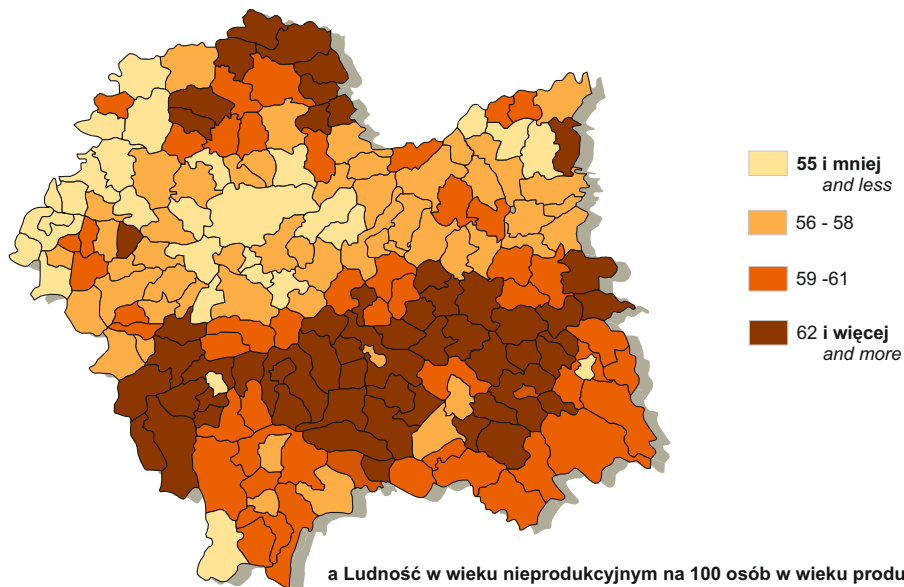 55 i mniej
and less
56 - 58
59 -61
62 i więcej
and more
a Ludność w wieku nieprodukcyjnym na 100 osób w wieku produ